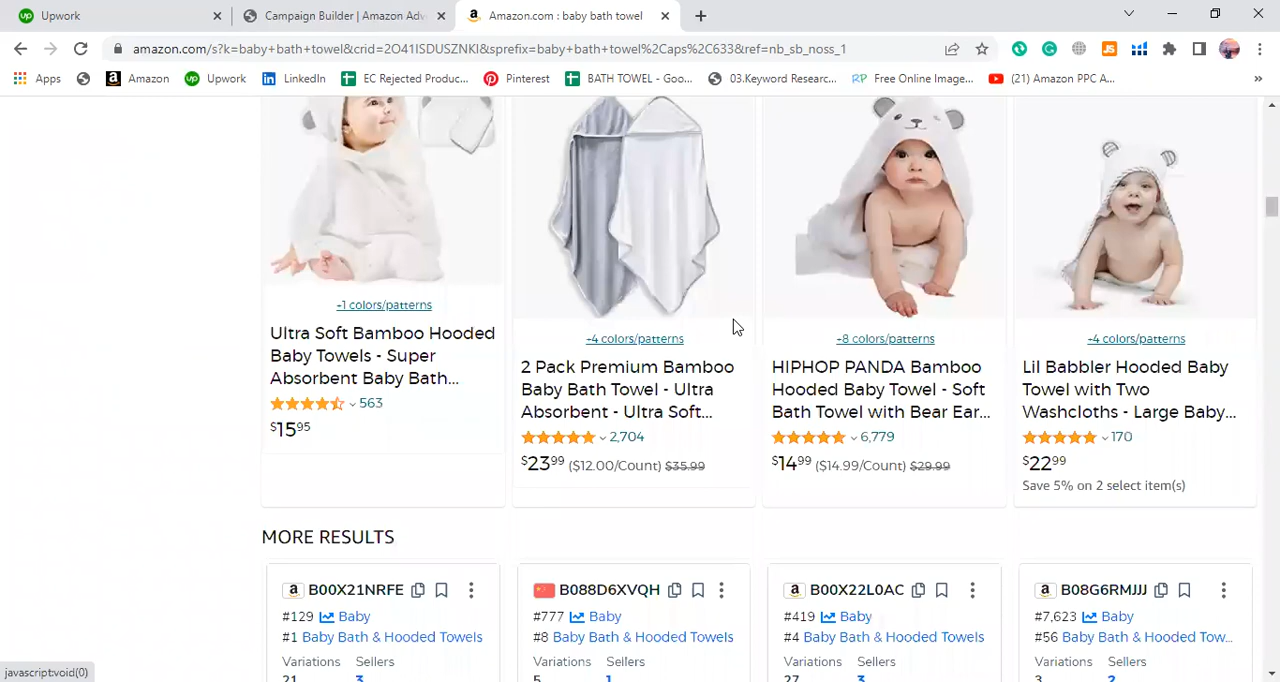 Upwork
Campaign Builder | Amazon Adv
Amazon.com : baby bath towel
amazon.com/s?k=baby+bath+towel&crid=2O41ISDUSZNKI&sprefix=baby+bath+towel%2Caps%2C633&ref=nb_sb_noss_1
Apps
Amazon
Upwork
LinkedIn
EC Rejected Produc...
Pinterest
BATH TOWEL - Goo...
03.Keyword Researc...
RP Free Online Image...
(21) Amazon PPC A...
»
+1 colors/patterns
Ultra Soft Bamboo Hooded
Baby Towels - Super
Absorbent Baby Bath...
563
$15.95
+4 colors/patterns
2 Pack Premium Bamboo
Baby Bath Towel - Ultra
Absorbent - Ultra Soft...
2,704
$23.99 ($12.00/Count) $35.99
+8 colors/patterns
HIPHOP PANDA Bamboo
Hooded Baby Towel - Soft
Bath Towel with Bear Ear...
6,779
$14.99 ($14.99/Count) $29.99
+4 colors/patterns
Lil Babbler Hooded Baby
Towel with Two
Washcloths - Large Baby...
170
$22.99
Save 5% on 2 select item(s)
MORE RESULTS
B00X21NRFE
#129 Baby
#1 Baby Bath & Hooded Towels
Variations Sellers
21 3
B088D6XVQH
#777 Baby
#8 Baby Bath & Hooded Towels
Variations Sellers
5 1
B00X22L0AC
#419 Baby
#4 Baby Bath & Hooded Towels
Variations Sellers
27 3
B08G6RMJJJ
#7,623 Baby
#56 Baby Bath & Hooded Tow...
Variations Sellers
3 2
javascript:void(0)